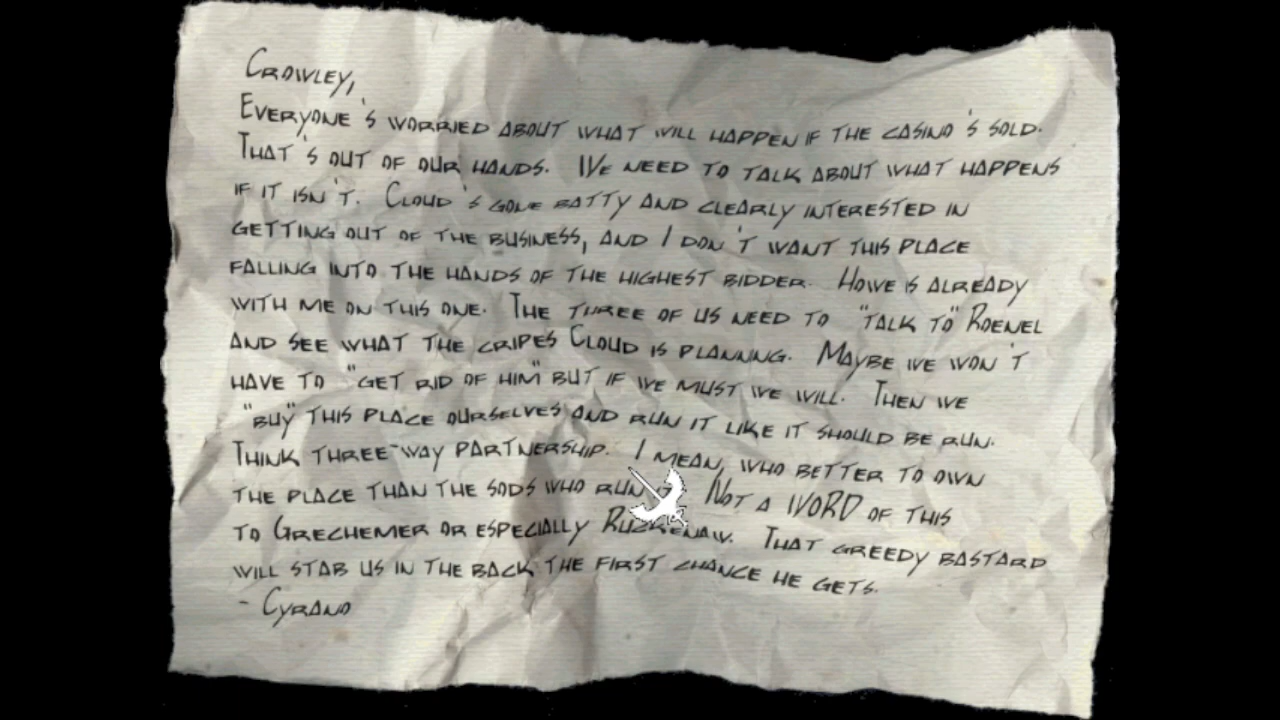 Crowley,
Everyone's worried about what will happen if the casino's sold.
That's out of our hands. We need to talk about what happens
if it isn't. Cloud's gone batty and clearly interested in
getting out of the business, and I don't want this place
falling into the hands of the highest bidder. Howe is already
with me on this one. The three of us need to "talk to" Roenel
and see what the cripes Cloud is planning. Maybe we won't
have to "get rid of him" but if we must we will. Then we
"buy" this place ourselves and run it like it should be run.
Think three-way partnership. I mean, who better to own
the place than the sods who run Not a WORD of this
to Grechemer or especially Ruckenaw. That greedy bastard
will stab us in the back the first chance he gets.
- Cyrano